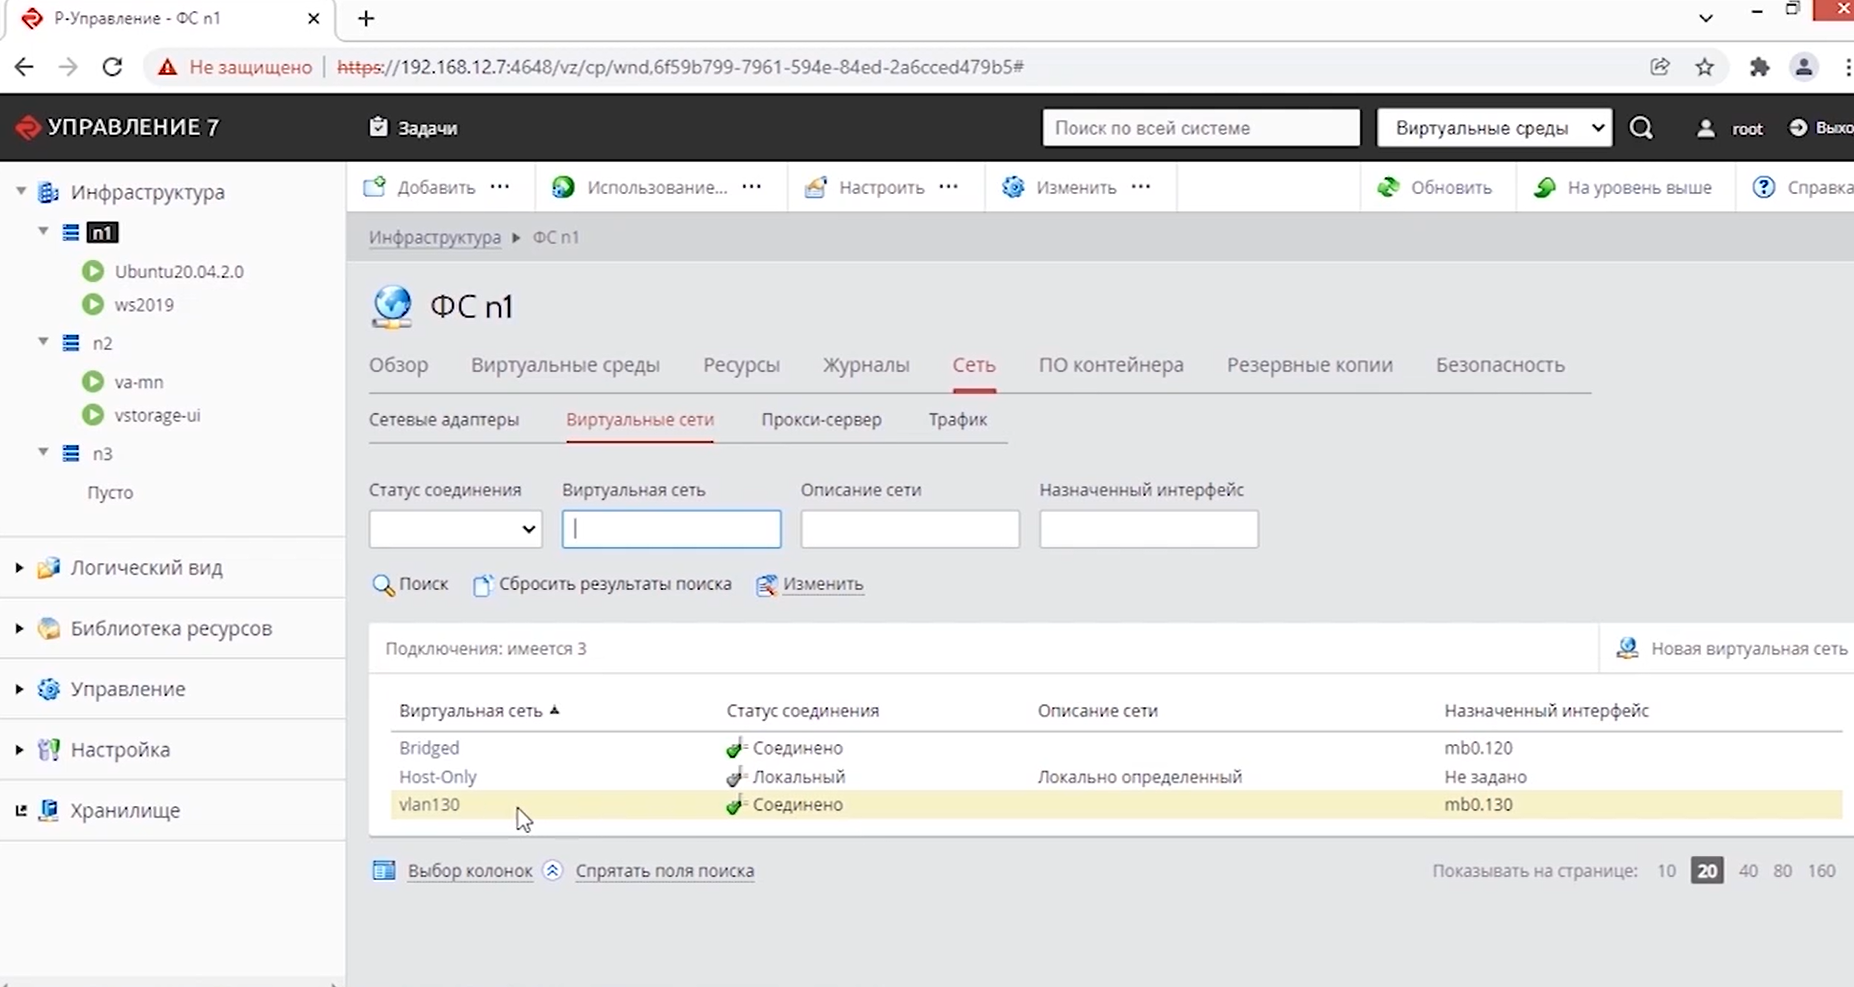 Р-Управление - ФС n1
Не защищено
https://192.168.12.7:4648/vz/cp/wnd,6f59b799-7961-594e-84ed-2a6cced479b5#
УПРАВЛЕНИЕ 7
Задачи
Поиск по всей системе
Виртуальные среды
root
Выхо
Инфраструктура
n1
Ubuntu20.04.2.0
ws2019
n2
va-mn
vstorage-ui
n3
Пусто
Логический вид
Библиотека ресурсов
Управление
Настройка
Хранилище
Добавить ...
Использование... ...
Настроить ...
Изменить ...
Обновить
На уровень выше
Справка
Инфраструктура ▶ ФС n1
ФС n1
Обзор Виртуальные среды Ресурсы Журналы Сеть ПО контейнера Резервные копии Безопасность
Сетевые адаптеры Виртуальные сети Прокси-сервер Трафик
Статус соединения Виртуальная сеть Описание сети Назначенный интерфейс
Поиск Сбросить результаты поиска Изменить
Подключения: имеется 3
Новая виртуальная сеть
Виртуальная сеть Статус соединения Описание сети Назначенный интерфейс
Bridged Соединено mb0.120
Host-Only Локальный Локально определенный Не задано
vlan130 Соединено mb0.130
Выбор колонок Спрятать поля поиска
Показывать на странице: 10 20 40 80 160